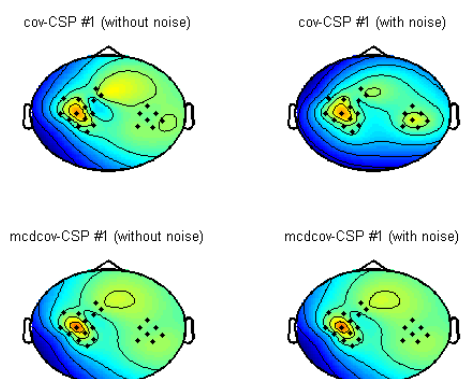 cov-CSP #1 (without noise)
cov-CSP #1 (with noise)
mcdcov-CSP #1 (without noise)
mcdcov-CSP #1 (with noise)